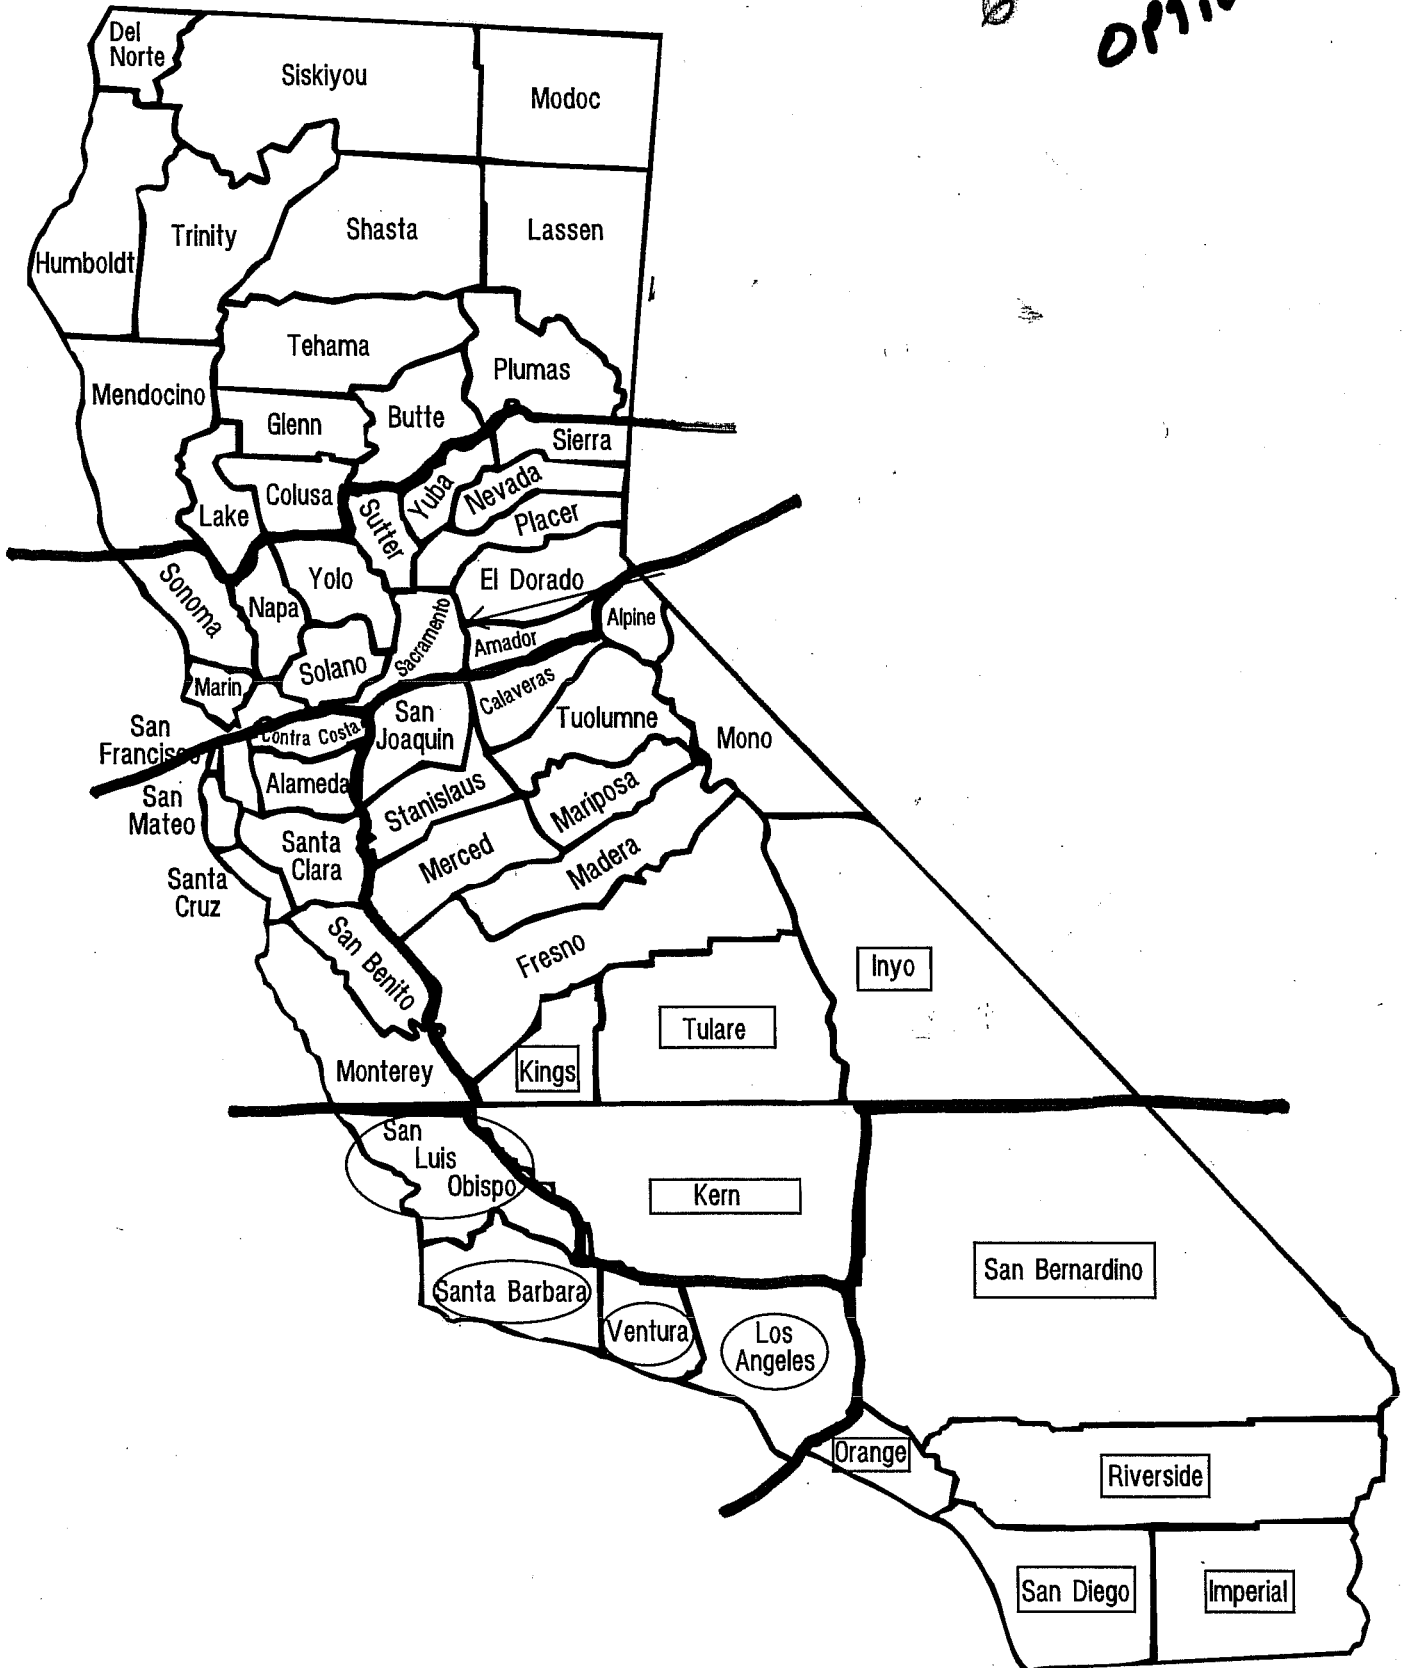 Del
Norte
Siskiyou
Modoc
Humboldt
Trinity
Shasta
Lassen
Tehama
Plumas
Mendocino
Glenn
Butte
Sierra
Lake
Colusa
Sutter
Yuba
Nevada
Placer
Sonoma
Napa
Yolo
El Dorado
Sacramento
Amador
Alpine
Solano
Marin
Calaveras
San
Francisco
Contra Costa
San
Joaquin
Tuolumne
Mono
San
Mateo
Alameda
Stanislaus
Mariposa
Santa
Clara
Merced
Madera
Santa
Cruz
San Benito
Fresno
Inyo
Tulare
Kings
Monterey
San
Luis
Obispo
Kern
San Bernardino
Santa Barbara
Ventura
Los
Angeles
Orange
Riverside
San Diego
Imperial